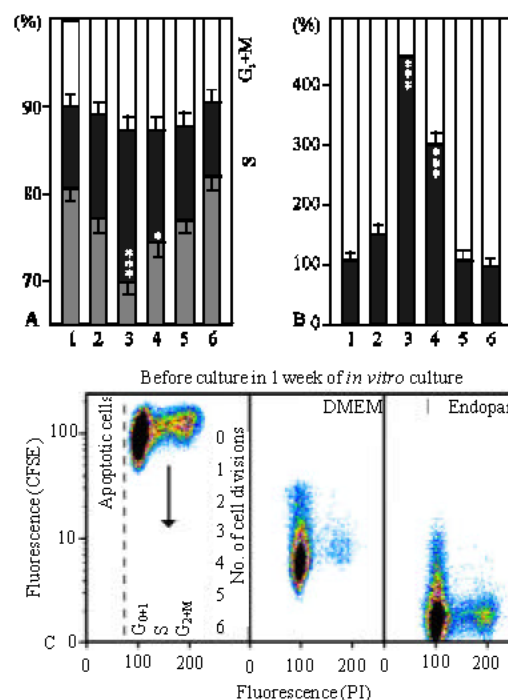 (%)
90
80
70
A
1 2 3 4 5 6
***
*
S
(%)
400
300
200
100
B 0
1 2 3 4 5 6
***
***
Before culture in 1 week of in vitro culture
Fluorescence (CFSE)
100
10
C 0
Apoptotic cells
G0+1
S
G2+M
No. of cell divisions
0
1
2
3
4
5
6
DMEM
Endopar
0 100 200 0 100 200 0 100 200
Fluorescence (PI)